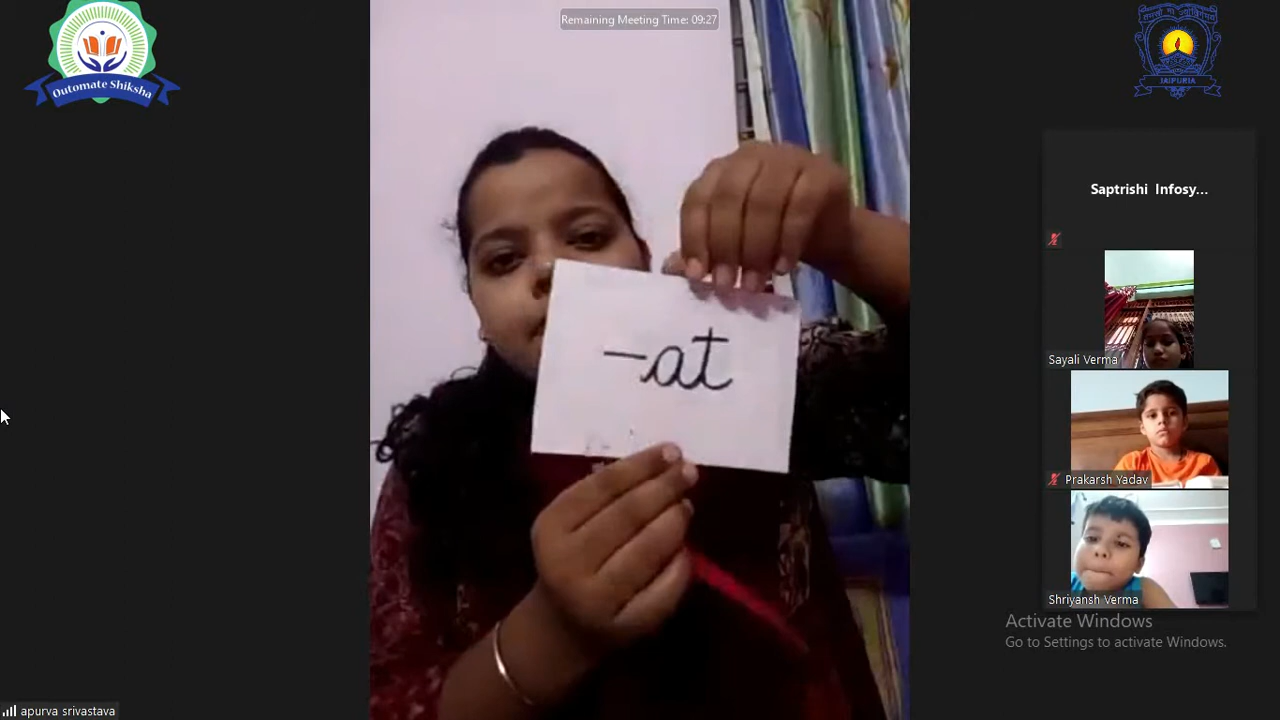 Remaining Meeting Time: 09:27
Outomate Shiksha
JAIPURIA
Saptrishi Infosy...
-at
Sayali Verma
Prakarsh Yadav
Shriyansh Verma
Activate Windows
Go to Settings to activate Windows.
apurva srivastava